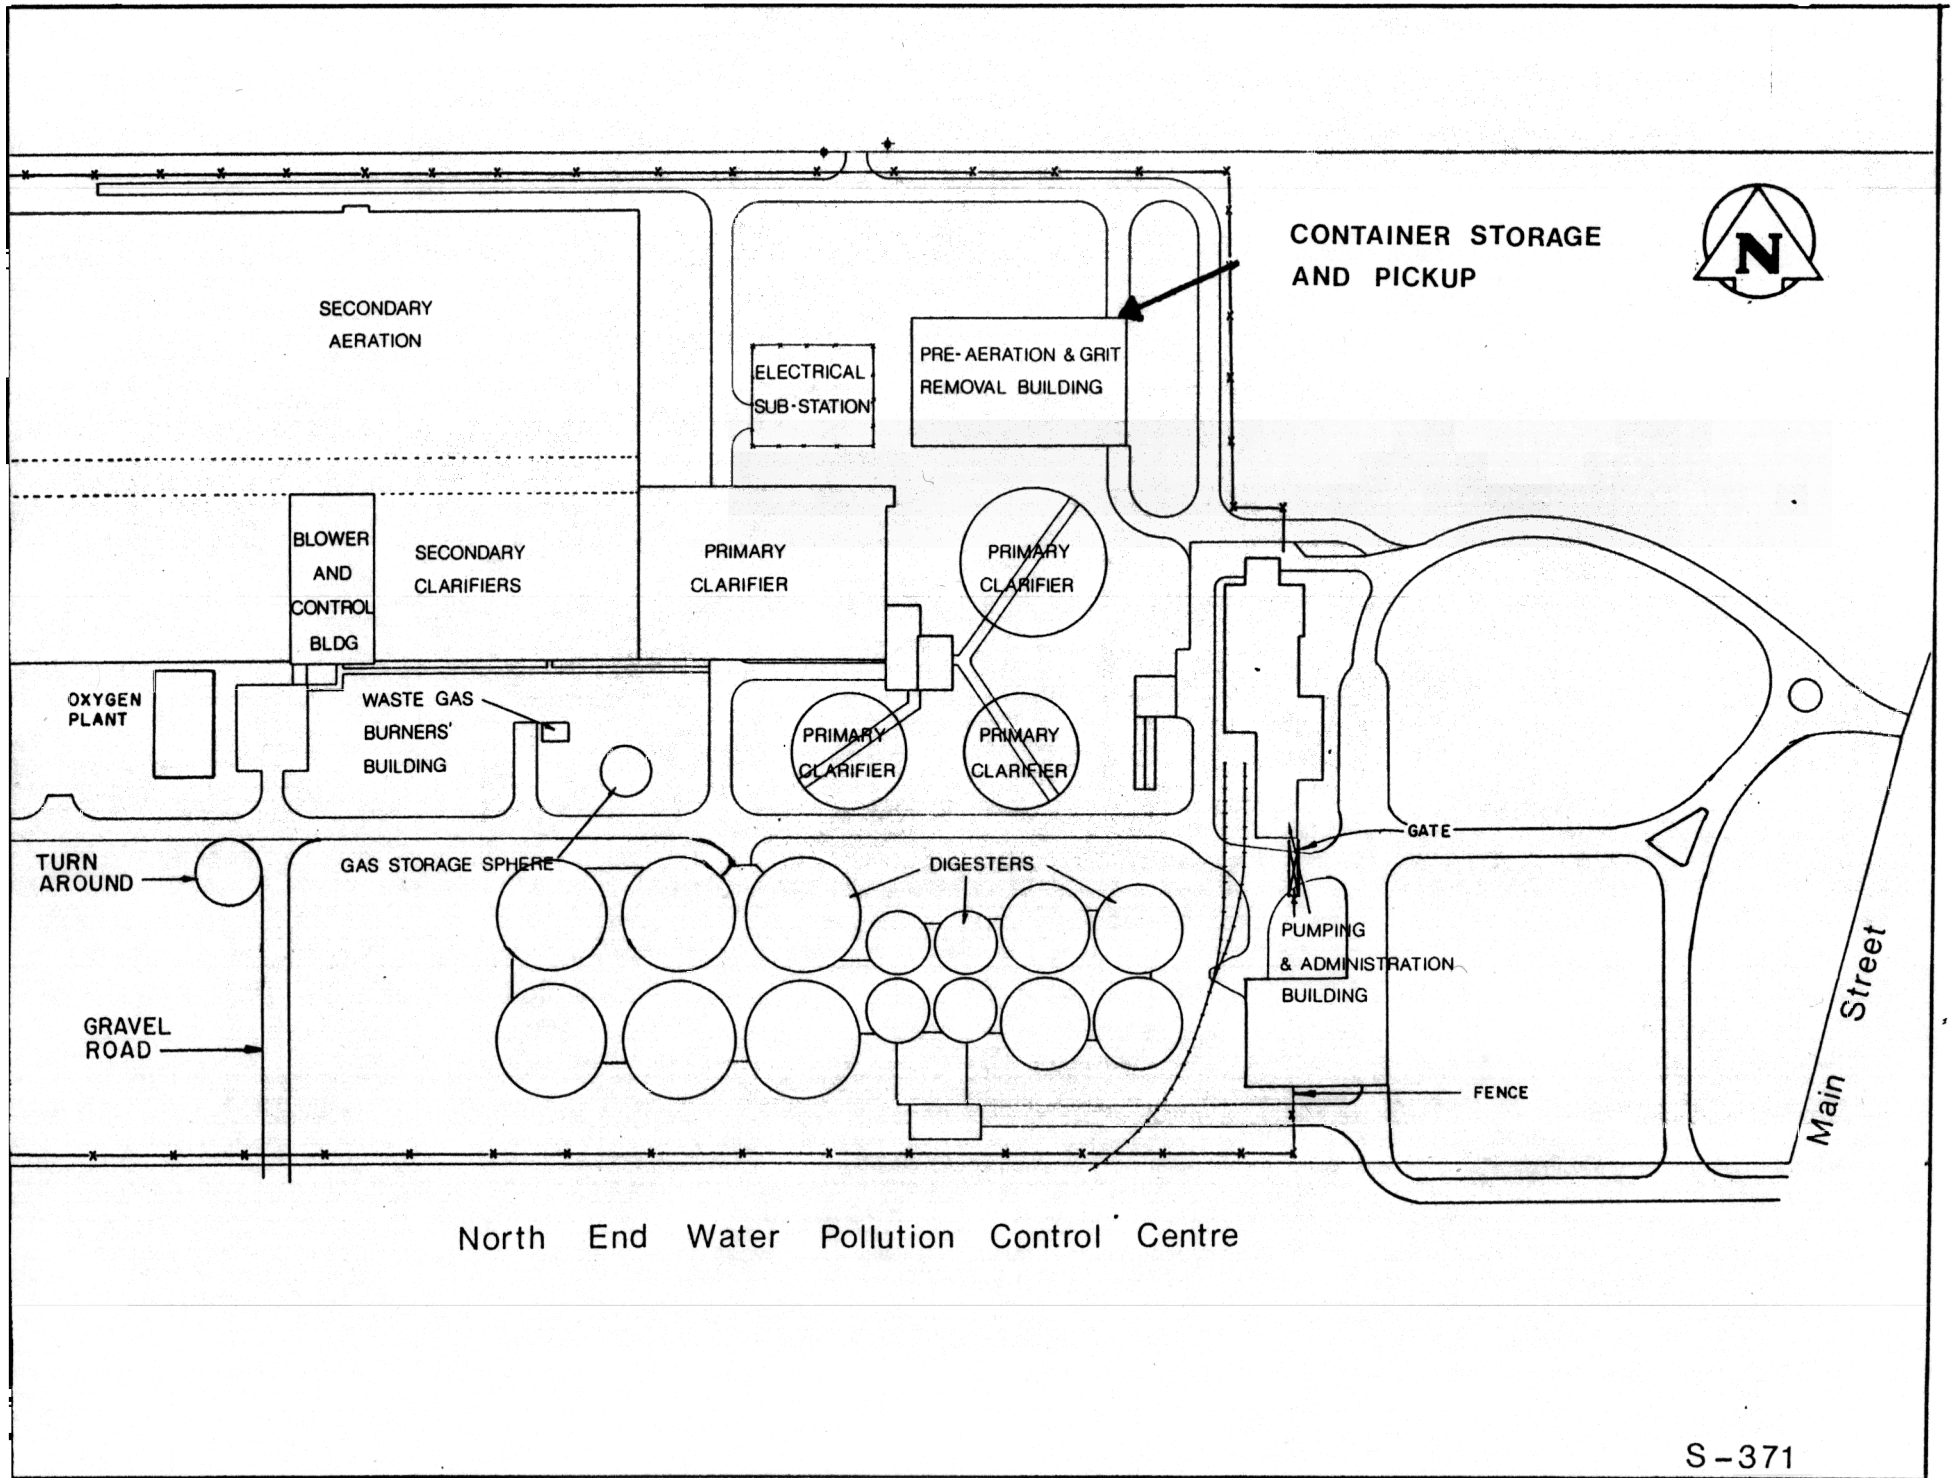 CONTAINER STORAGE
AND PICKUP
N
SECONDARY
AERATION
ELECTRICAL
SUB-STATION
PRE-AERATION & GRIT
REMOVAL BUILDING
BLOWER
AND
CONTROL
BLDG
SECONDARY
CLARIFIERS
PRIMARY
CLARIFIER
PRIMARY
CLARIFIER
OXYGEN
PLANT
WASTE GAS
BURNERS'
BUILDING
PRIMARY
CLARIFIER
PRIMARY
CLARIFIER
GATE
TURN
AROUND
GAS STORAGE SPHERE
DIGESTERS
PUMPING
& ADMINISTRATION
BUILDING
GRAVEL
ROAD
FENCE
Main Street
North End Water Pollution Control Centre
S-371